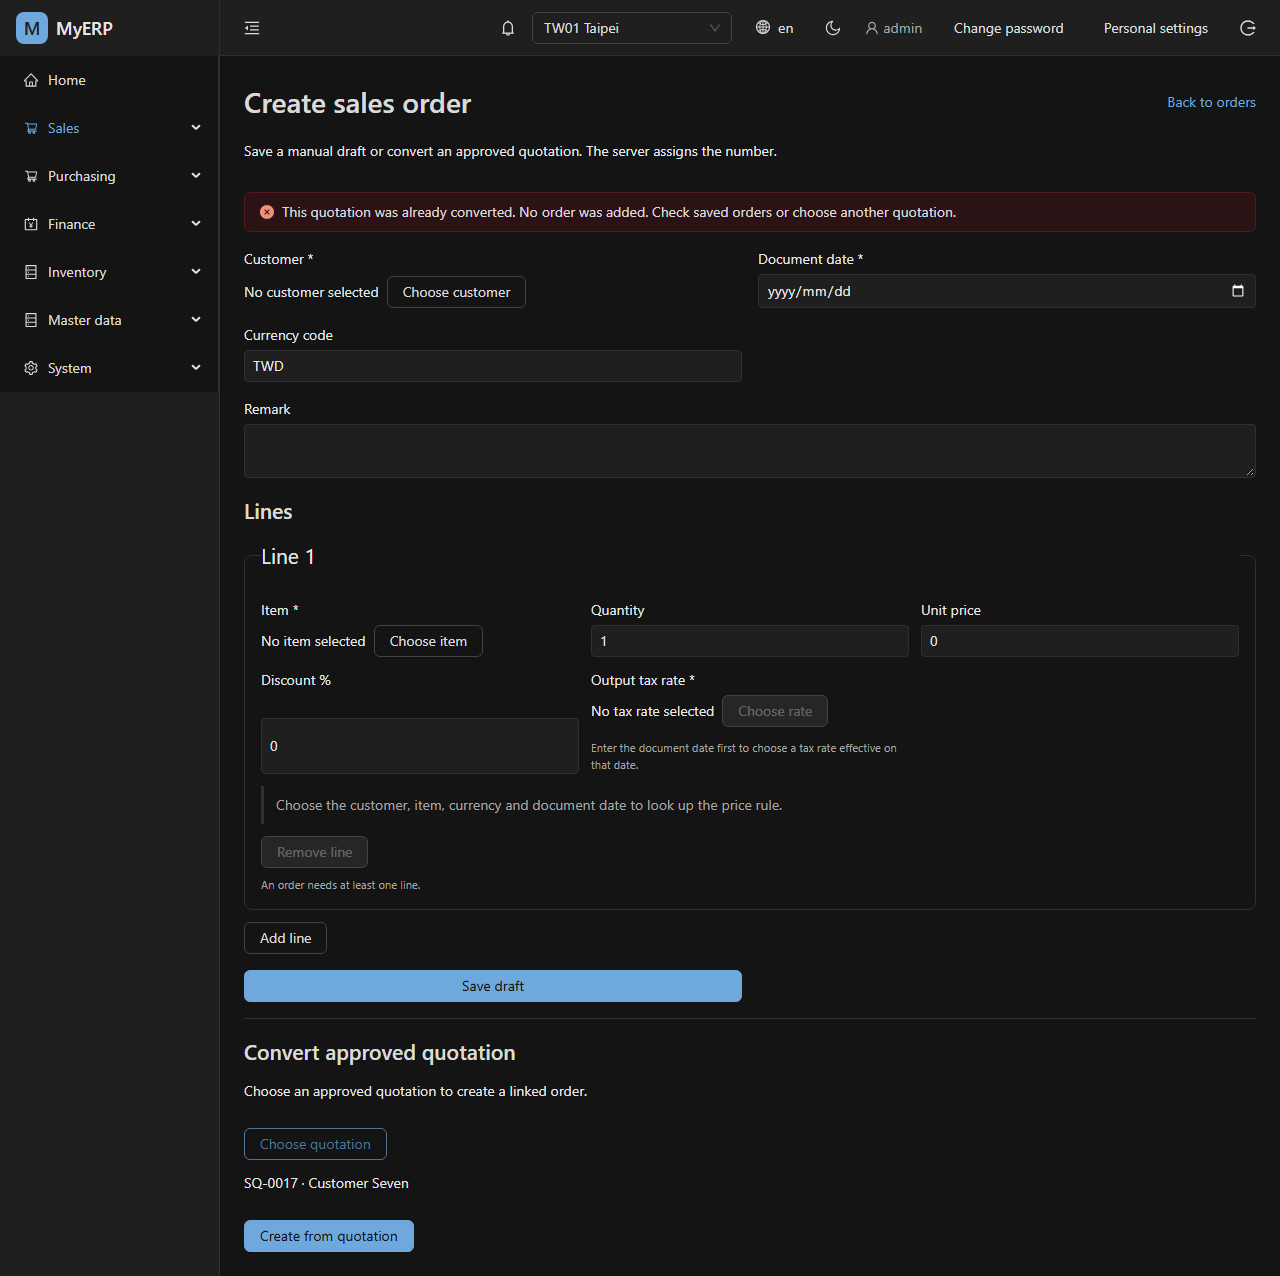 M MyERP
TW01 Taipei
en
admin
Change password
Personal settings
Home
Sales
Purchasing
Finance
Inventory
Master data
System
Create sales order
Back to orders
Save a manual draft or convert an approved quotation. The server assigns the number.
This quotation was already converted. No order was added. Check saved orders or choose another quotation.
Customer *
Document date *
No customer selected
Choose customer
yyyy/mm/dd
Currency code
TWD
Remark
Lines
Line 1
Item *
Quantity
Unit price
No item selected
Choose item
1
0
Discount %
Output tax rate *
No tax rate selected
Choose rate
0
Enter the document date first to choose a tax rate effective on
that date.
Choose the customer, item, currency and document date to look up the price rule.
Remove line
An order needs at least one line.
Add line
Save draft
Convert approved quotation
Choose an approved quotation to create a linked order.
Choose quotation
SQ-0017 · Customer Seven
Create from quotation